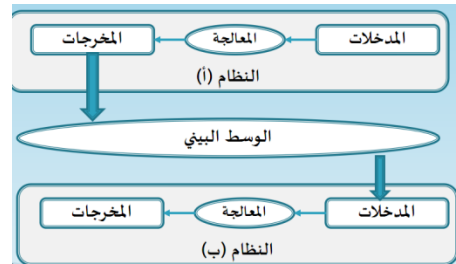 المدخلات
المعالجة
المخرجات
النظام (أ)
الوسط البيني
المدخلات
المعالجة
المخرجات
النظام (ب)